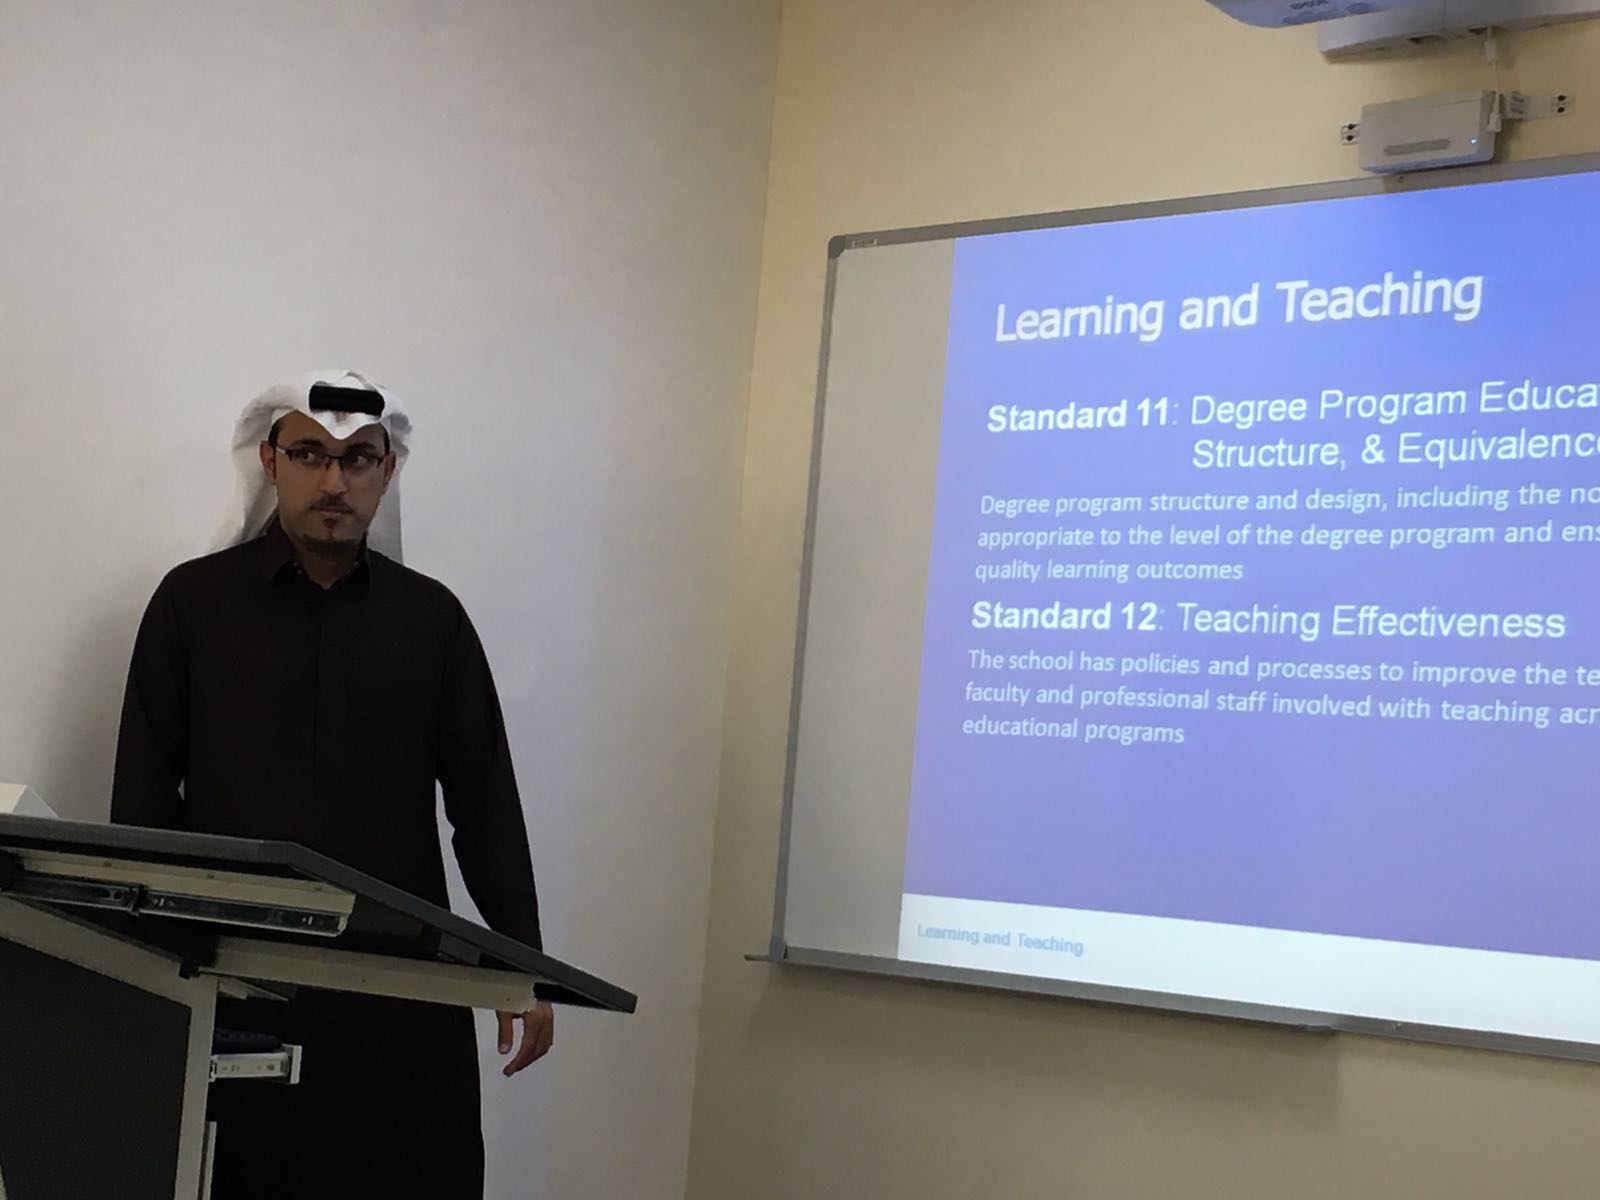 EPSON
Learning and Teaching
Standard 11: Degree Program Educa
Structure, & Equivalence
Degree program structure and design, including the no
appropriate to the level of the degree program and ens
quality learning outcomes
Standard 12: Teaching Effectiveness
The school has policies and processes to improve the te
faculty and professional staff involved with teaching acr
educational programs
Learning and Teaching